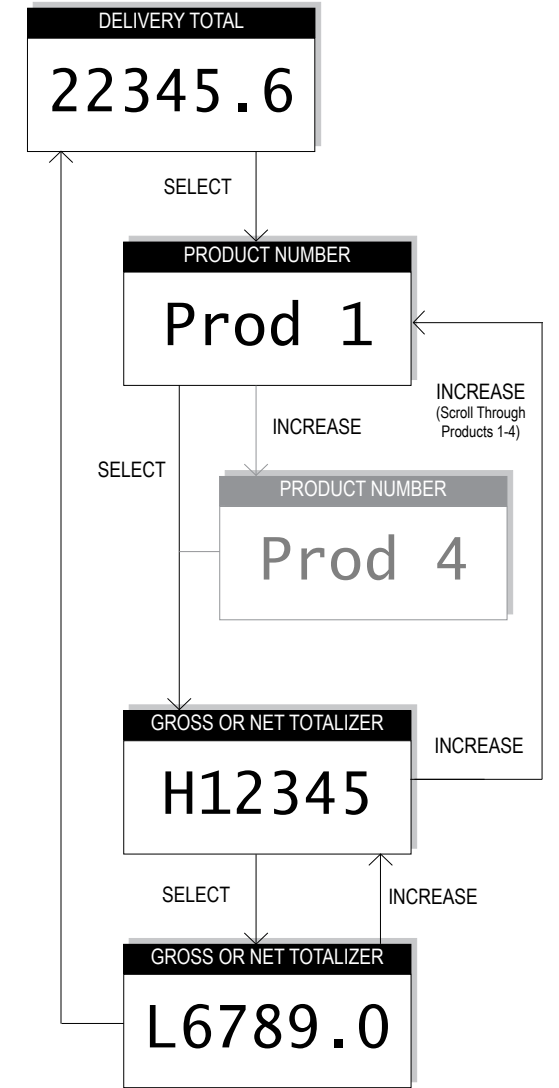 DELIVERY TOTAL
22345.6
SELECT
PRODUCT NUMBER
Prod 1
INCREASE
(Scroll Through
Products 1-4)
INCREASE
SELECT
PRODUCT NUMBER
Prod 4
GROSS OR NET TOTALIZER
H12345
INCREASE
SELECT
INCREASE
GROSS OR NET TOTALIZER
L6789.0